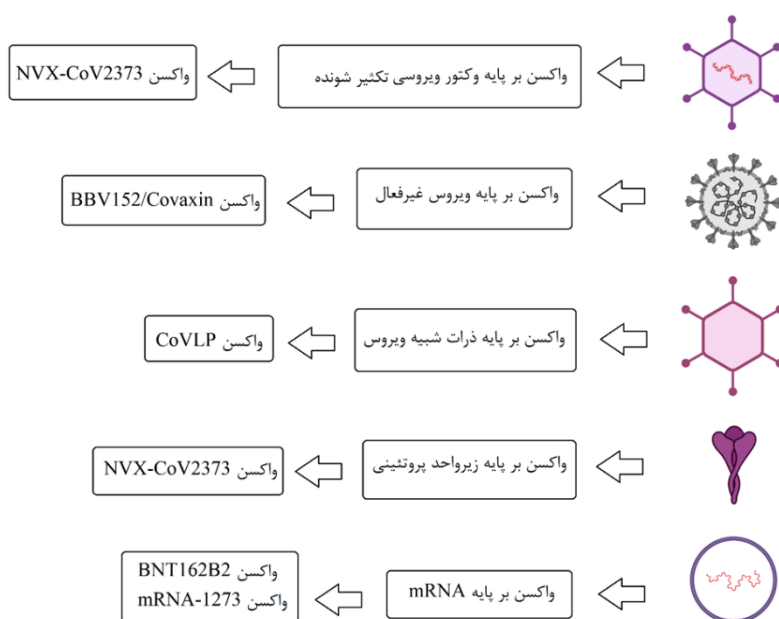 واکسن بر پایه وکتور ویروسی تکثیر شونده
واکسن NVX-CoV2373
واکسن بر پایه ویروس غیرفعال
واکسن BBV152/Covaxin
واکسن بر پایه ذرات شبیه ویروس
واکسن CoVLP
واکسن بر پایه زیرواحد پروتئینی
واکسن NVX-CoV2373
واکسن بر پایه mRNA
واکسن BNT162B2
واکسن mRNA-1273